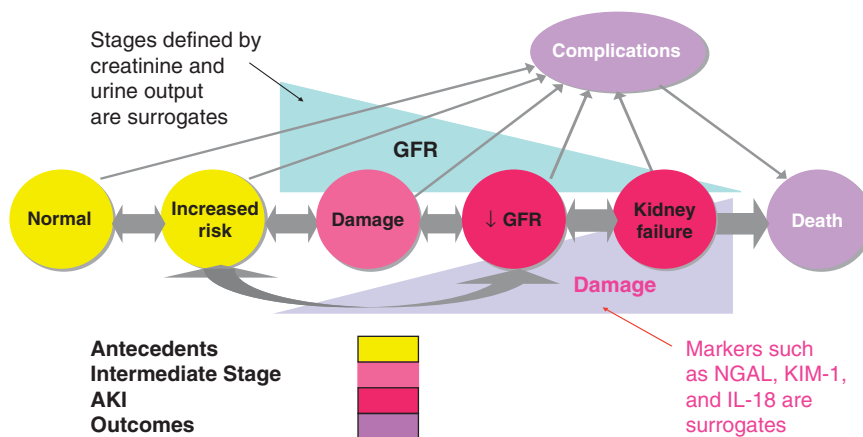 Stages defined by
creatinine and
urine output
are surrogates
Complications
GFR
Normal
Increased
risk
Damage
↓ GFR
Kidney
failure
Death
Damage
Antecedents
Intermediate Stage
AKI
Outcomes
Markers such
as NGAL, KIM-1,
and IL-18 are
surrogates